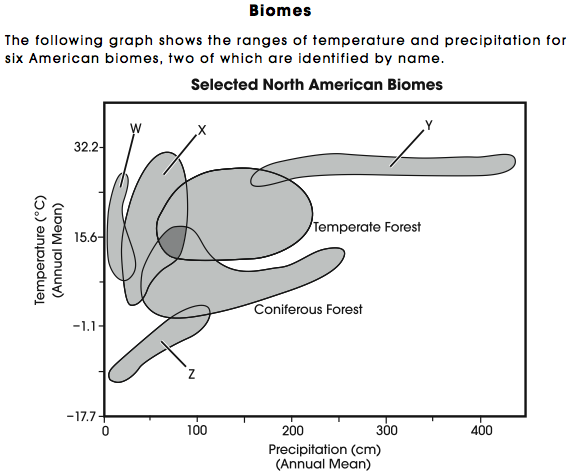 Biomes
The following graph shows the ranges of temperature and precipitation for
six American biomes, two of which are identified by name.
Selected North American Biomes
W
X
Y
32.2
Temperate Forest
15.6
Temperature (°C)
(Annual Mean)
Coniferous Forest
-1.1
Z
-17.7
0 100 200 300 400
Precipitation (cm)
(Annual Mean)